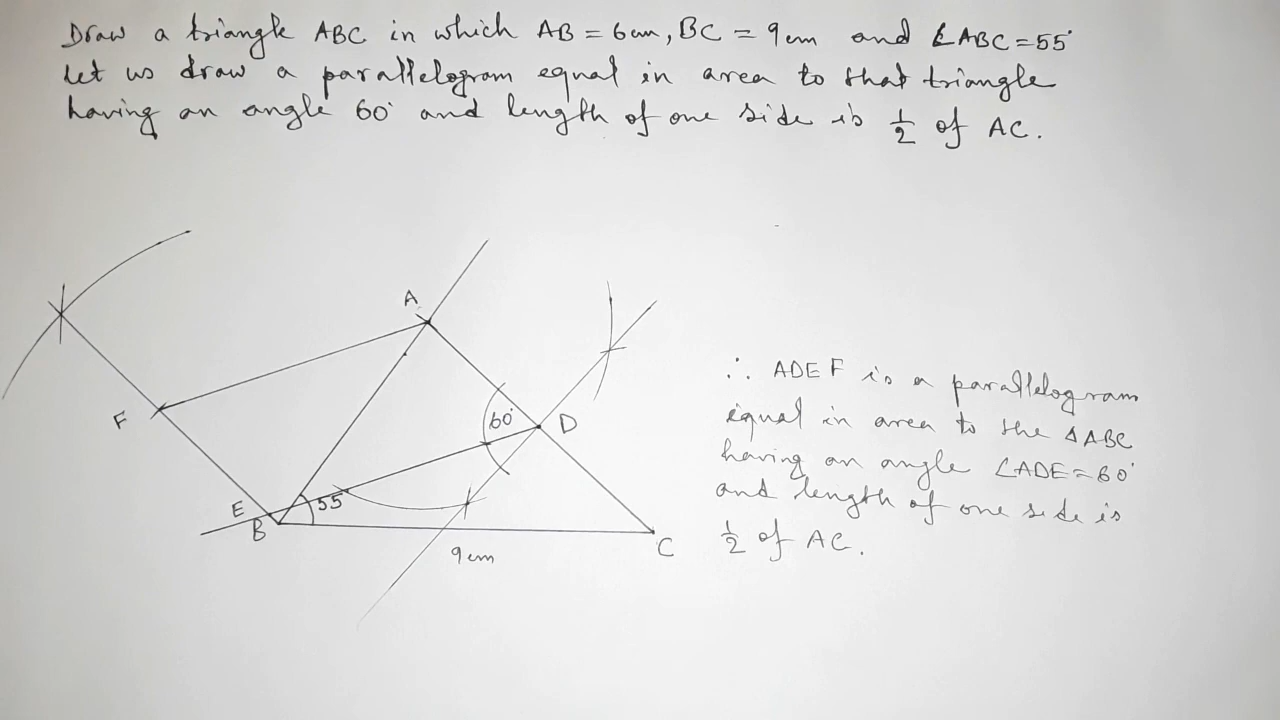 Draw a triangle ABC in which AB = 6cm, BC = 9cm and ∠ABC = 55°
Let us draw a parallelogram equal in area to that triangle
having an angle 60° and length of one side is 1/2 of AC.
A
60°
D
F
E
55°
B
C
9cm
∴ ADEF is a parallelogram
equal in area to the △ABC
having an angle ∠ADE = 60°
and length of one side is
1/2 of AC.